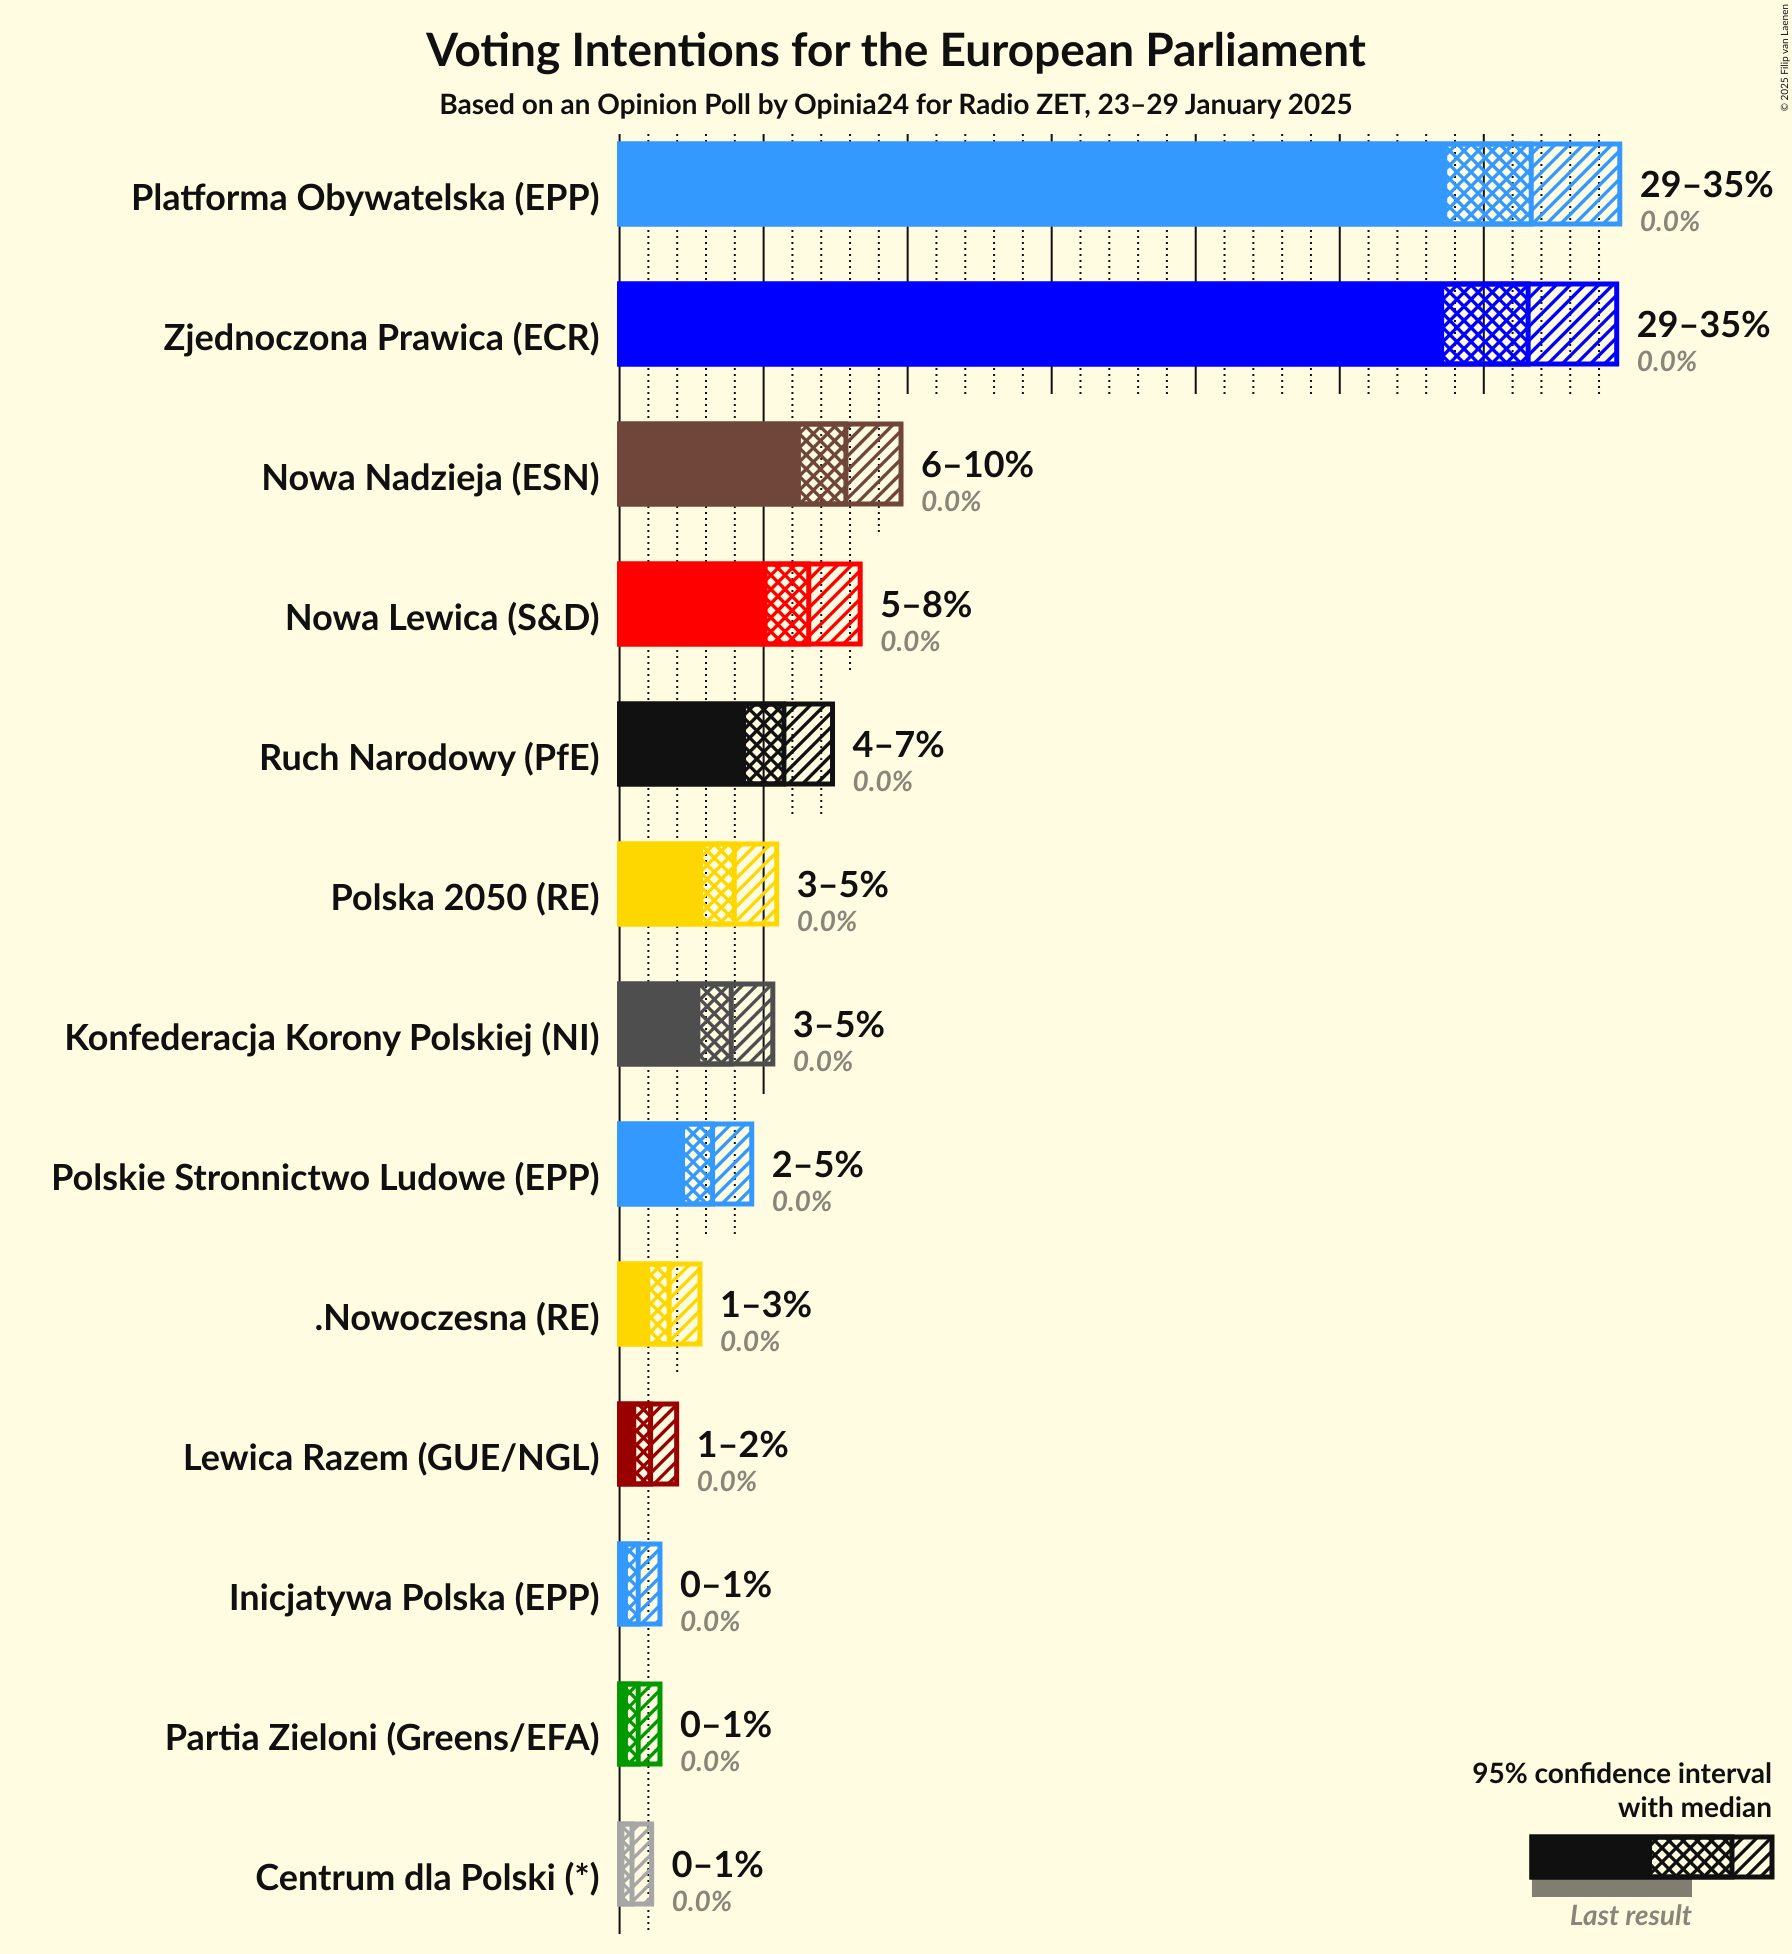 Voting Intentions for the European Parliament
Based on an Opinion Poll by Opinia24 for Radio ZET, 23–29 January 2025
© 2025 Filip van Laenen
Platforma Obywatelska (EPP)
29–35%
0.0%
Zjednoczona Prawica (ECR)
29–35%
0.0%
Nowa Nadzieja (ESN)
6–10%
0.0%
Nowa Lewica (S&D)
5–8%
0.0%
Ruch Narodowy (PfE)
4–7%
0.0%
Polska 2050 (RE)
3–5%
0.0%
Konfederacja Korony Polskiej (NI)
3–5%
0.0%
Polskie Stronnictwo Ludowe (EPP)
2–5%
0.0%
.Nowoczesna (RE)
1–3%
0.0%
Lewica Razem (GUE/NGL)
1–2%
0.0%
Inicjatywa Polska (EPP)
0–1%
0.0%
Partia Zieloni (Greens/EFA)
0–1%
0.0%
Centrum dla Polski (*)
0–1%
0.0%
95% confidence interval
with median
Last result